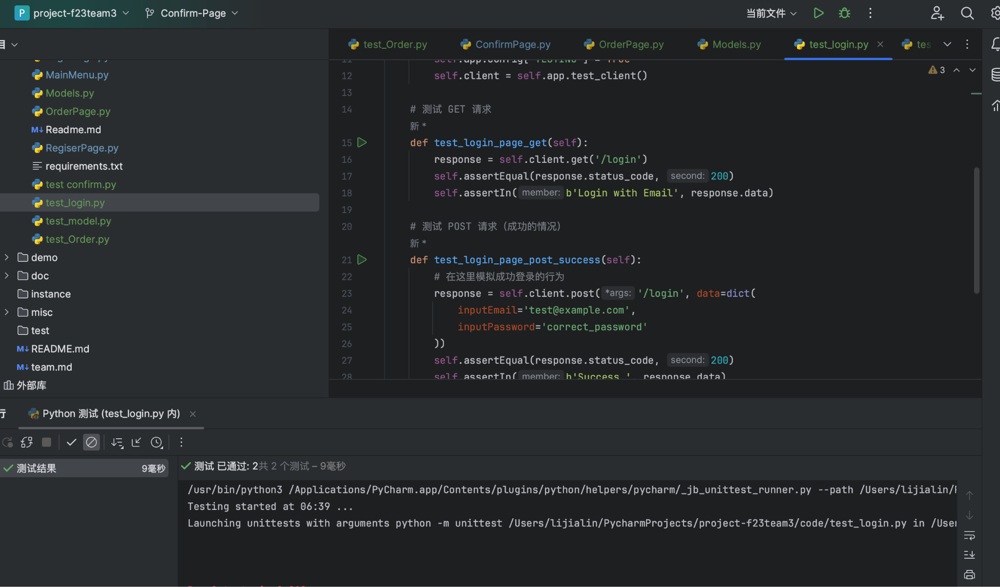 P project-f23team3 Confirm-Page 当前文件
test_Order.py ConfirmPage.py OrderPage.py Models.py test_login.py tes
MainMenu.py
Models.py
OrderPage.py
M↓ Readme.md
RegiserPage.py
requirements.txt
test confirm.py
test_login.py
test_model.py
test_Order.py
demo
doc
instance
misc
test
M↓ README.md
M↓ team.md
外部库
3
11 self.app.config['TESTING'] = True
12 self.client = self.app.test_client()
13
14 # 测试 GET 请求
新 *
15 def test_login_page_get(self):
16 response = self.client.get('/login')
17 self.assertEqual(response.status_code, second: 200)
18 self.assertIn( member: b'Login with Email', response.data)
19
20 # 测试 POST 请求（成功的情况）
新 *
21 def test_login_page_post_success(self):
22 # 在这里模拟成功登录的行为
23 response = self.client.post( *args: '/login', data=dict(
24 inputEmail='test@example.com',
25 inputPassword='correct_password'
26 ))
27 self.assertEqual(response.status_code, second: 200)
28 self.assertIn( member: b'Success.', response.data)
行 Python 测试 (test_login.py 内)
测试结果 9毫秒
测试 已通过: 2共 2 个测试 – 9毫秒
/usr/bin/python3 /Applications/PyCharm.app/Contents/plugins/python/helpers/pycharm/_jb_unittest_runner.py --path /Users/lijialin/P
Testing started at 06:39 ...
Launching unittests with arguments python -m unittest /Users/lijialin/PycharmProjects/project-f23team3/code/test_login.py in /User